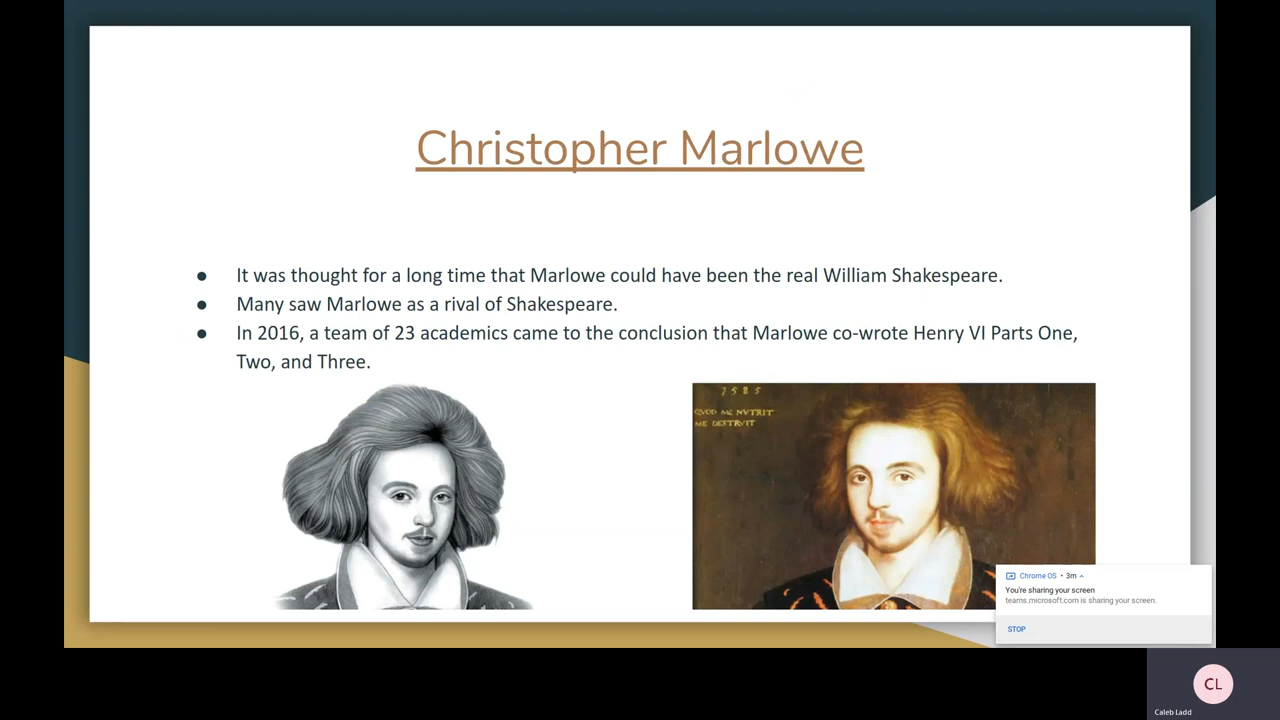 Christopher Marlowe
● It was thought for a long time that Marlowe could have been the real William Shakespeare.
● Many saw Marlowe as a rival of Shakespeare.
● In 2016, a team of 23 academics came to the conclusion that Marlowe co-wrote Henry VI Parts One,
Two, and Three.
1585
QVOD ME NVTRIT
ME DESTRVIT
Chrome OS • 3m
You're sharing your screen
teams.microsoft.com is sharing your screen.
STOP
CL
Caleb Ladd